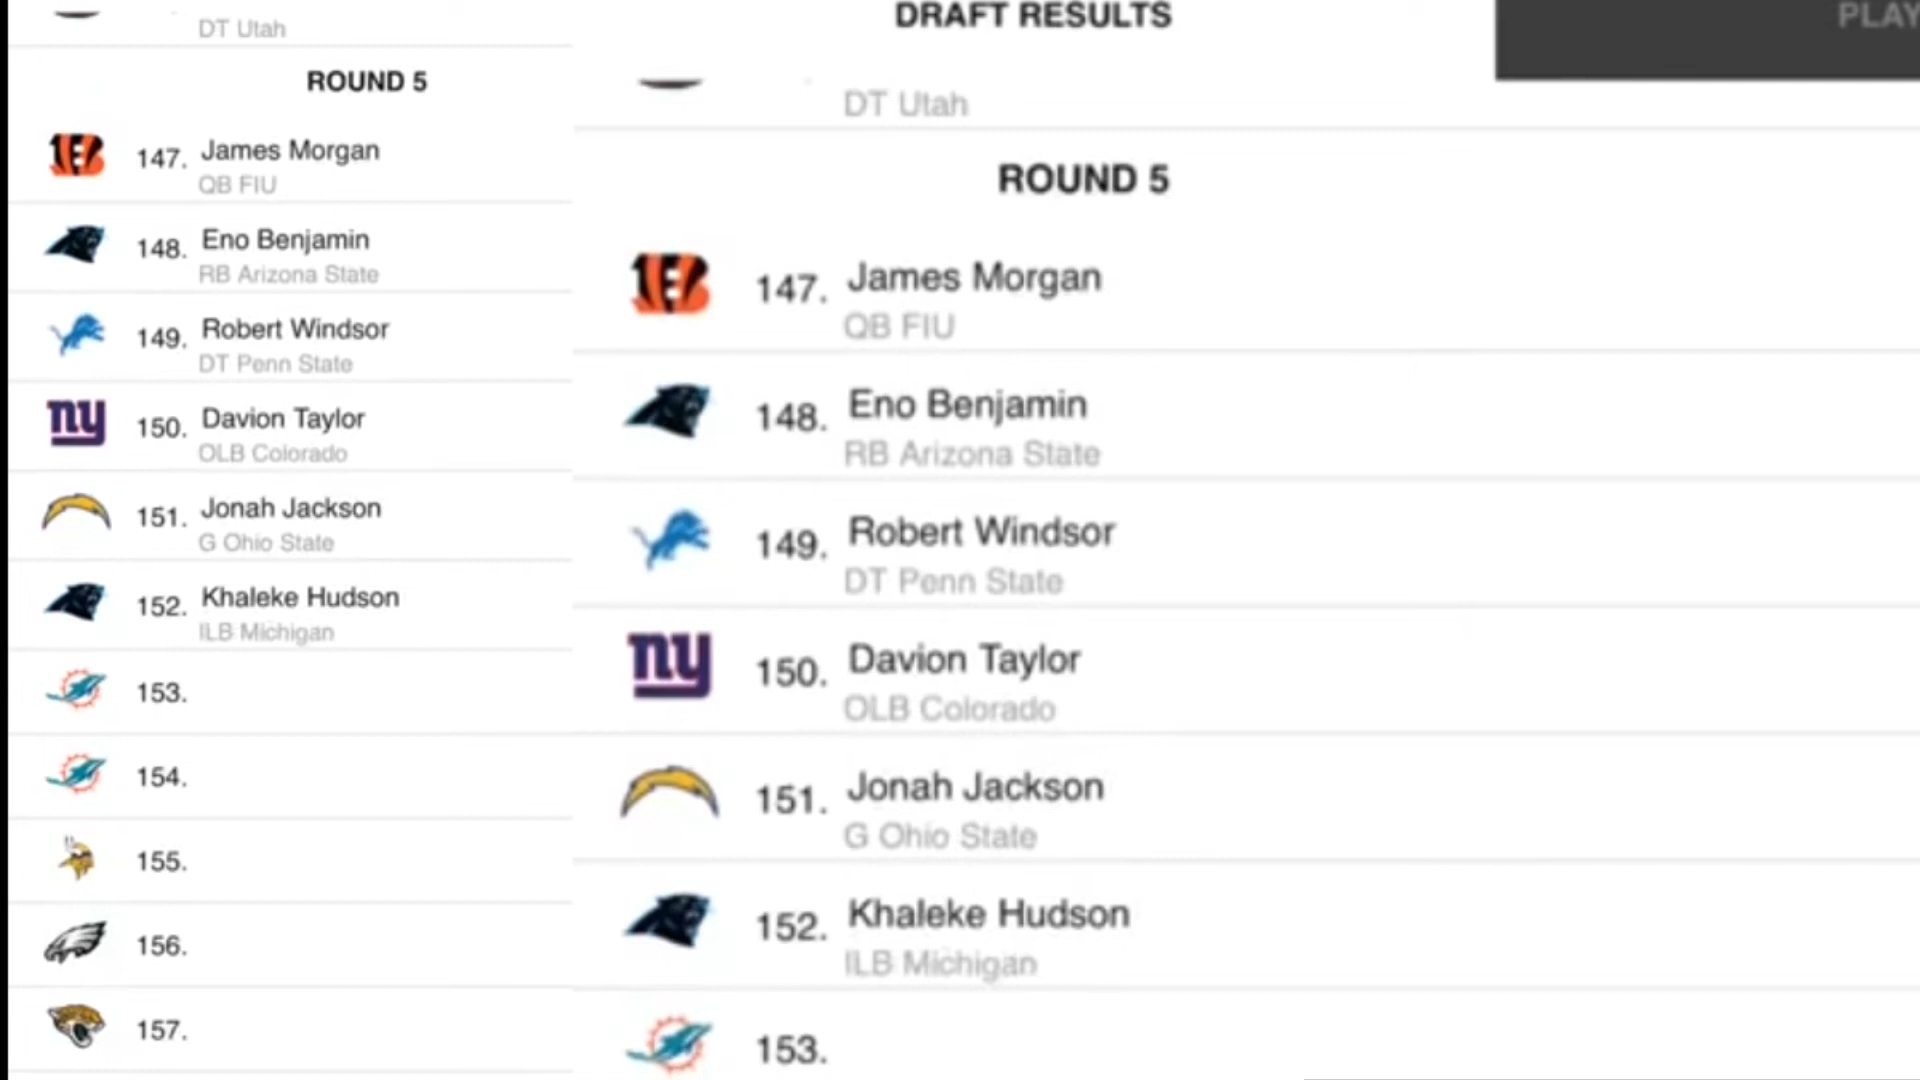 DT Utah
ROUND 5
147. James Morgan
QB FIU
148. Eno Benjamin
RB Arizona State
149. Robert Windsor
DT Penn State
ny
150. Davion Taylor
OLB Colorado
151. Jonah Jackson
G Ohio State
152. Khaleke Hudson
ILB Michigan
153.
154.
155.
156.
157.
DRAFT RESULTS
PLAY
DT Utah
ROUND 5
147. James Morgan
QB FIU
148. Eno Benjamin
RB Arizona State
149. Robert Windsor
DT Penn State
ny
150. Davion Taylor
OLB Colorado
151. Jonah Jackson
G Ohio State
152. Khaleke Hudson
ILB Michigan
153.